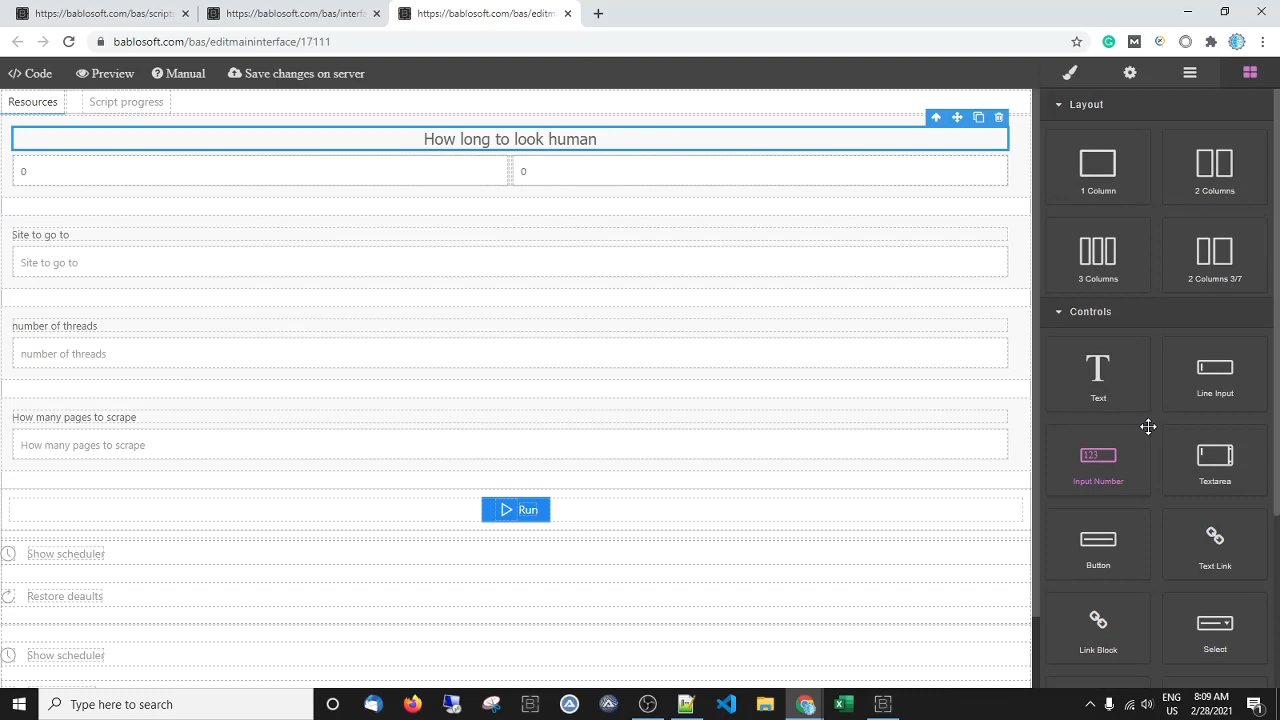 https://bablosoft.com/bas/scripts
https://bablosoft.com/bas/interfa
https://bablosoft.com/bas/editma
bablosoft.com/bas/editmaininterface/17111
</> Code
Preview
Manual
Save changes on server
Resources
Script progress
Layout
How long to look human
0
0
1 Column
2 Columns
Site to go to
Site to go to
3 Columns
2 Columns 3/7
Controls
number of threads
number of threads
T
Text
Line Input
How many pages to scrape
How many pages to scrape
123
Input Number
Textarea
Run
Show scheduler
Button
Text Link
Restore deaults
Show scheduler
Link Block
Select
Type here to search
ENG
US
8:09 AM
2/28/2021